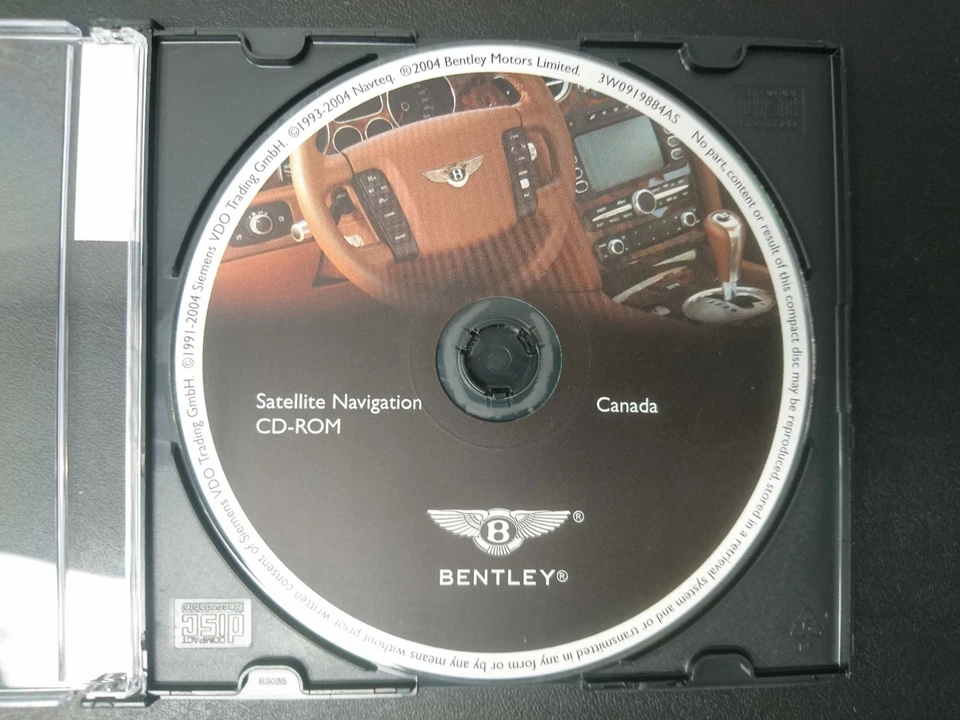 ©1991-2004 Siemens VDO Trading GmbH. ©1993-2004 Navteq. ®2004 Bentley Motors Limited. 3W0919884AS No part, content or result of this compact disc may be reproduced, stored in a retrieval system and/or transmitted in any form or by any means without prior written consent of Siemens VDO Trading GmbH.
B
Satellite Navigation
CD-ROM
Canada
B ®
BENTLEY®
COMPACT
disc
Recordable
R3085